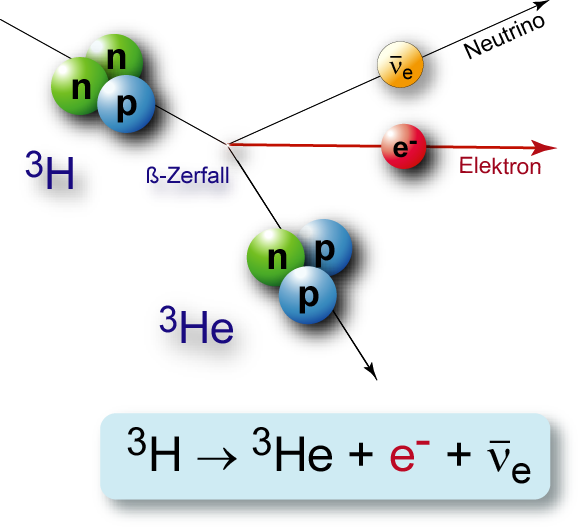 n
n
p
³H
ß-Zerfall
ν̅e
Neutrino
e⁻
Elektron
n
p
p
³He
³H → ³He + e⁻ + ν̅e